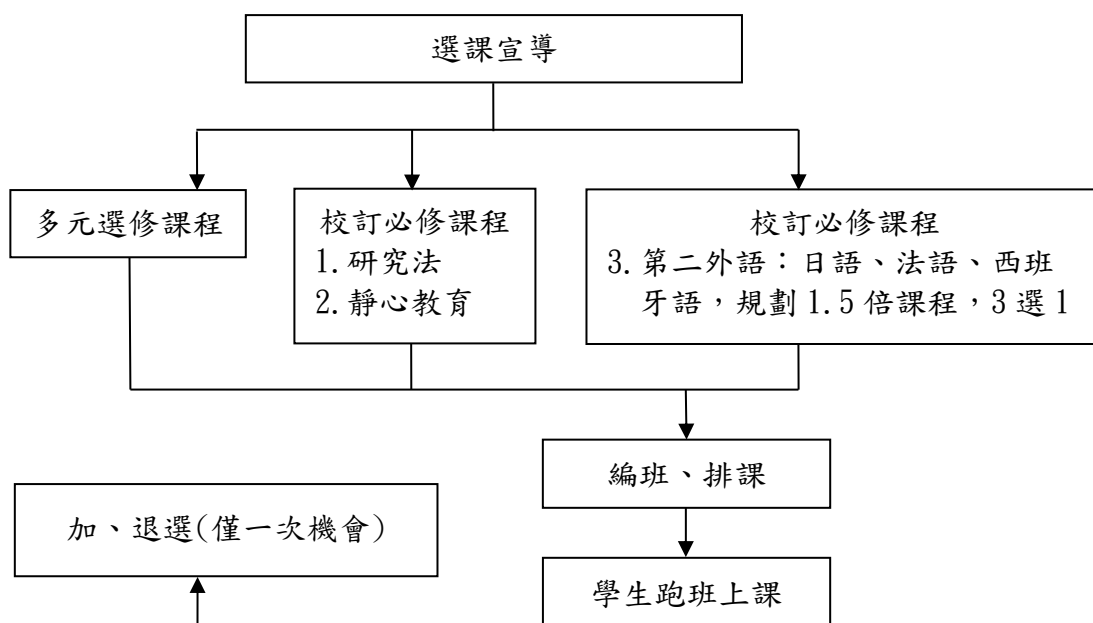 選課宣導
多元選修課程
校訂必修課程
1.研究法
2.靜心教育
校訂必修課程
3.第二外語：日語、法語、西班
牙語，規劃1.5倍課程，3選1
編班、排課
加、退選(僅一次機會)
學生跑班上課